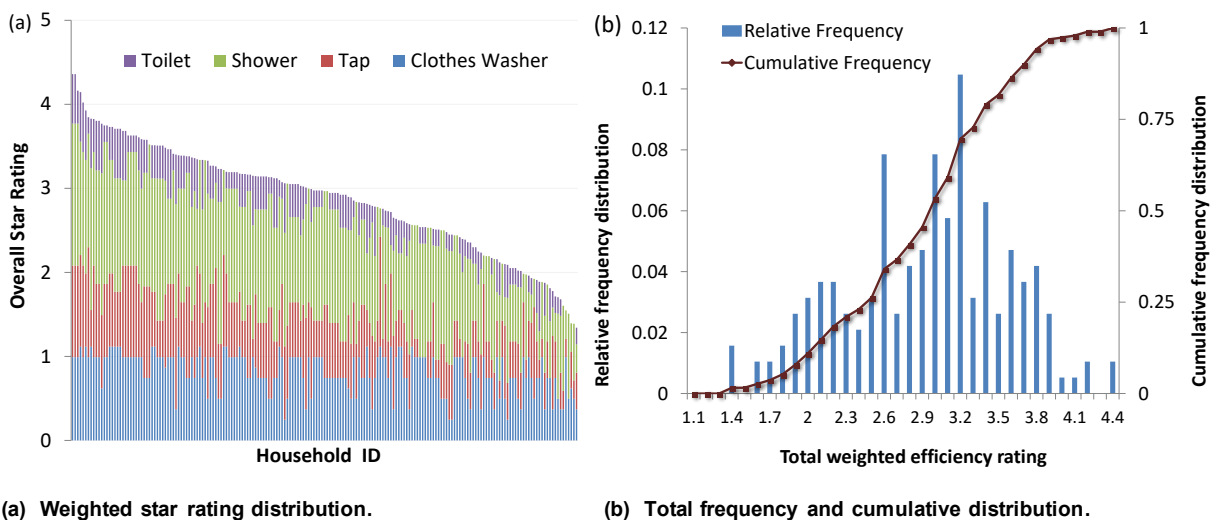 (a)
5
4
3
2
1
0
Overall Star Rating
Toilet Shower Tap Clothes Washer
Household ID
(b)
0.12
0.1
0.08
0.06
0.04
0.02
0
Relative frequency distribution
Relative Frequency
Cumulative Frequency
1
0.75
0.5
0.25
0
Cumulative frequency distribution
1.1 1.4 1.7 2 2.3 2.6 2.9 3.2 3.5 3.8 4.1 4.4
Total weighted efficiency rating
(a) Weighted star rating distribution.
(b) Total frequency and cumulative distribution.